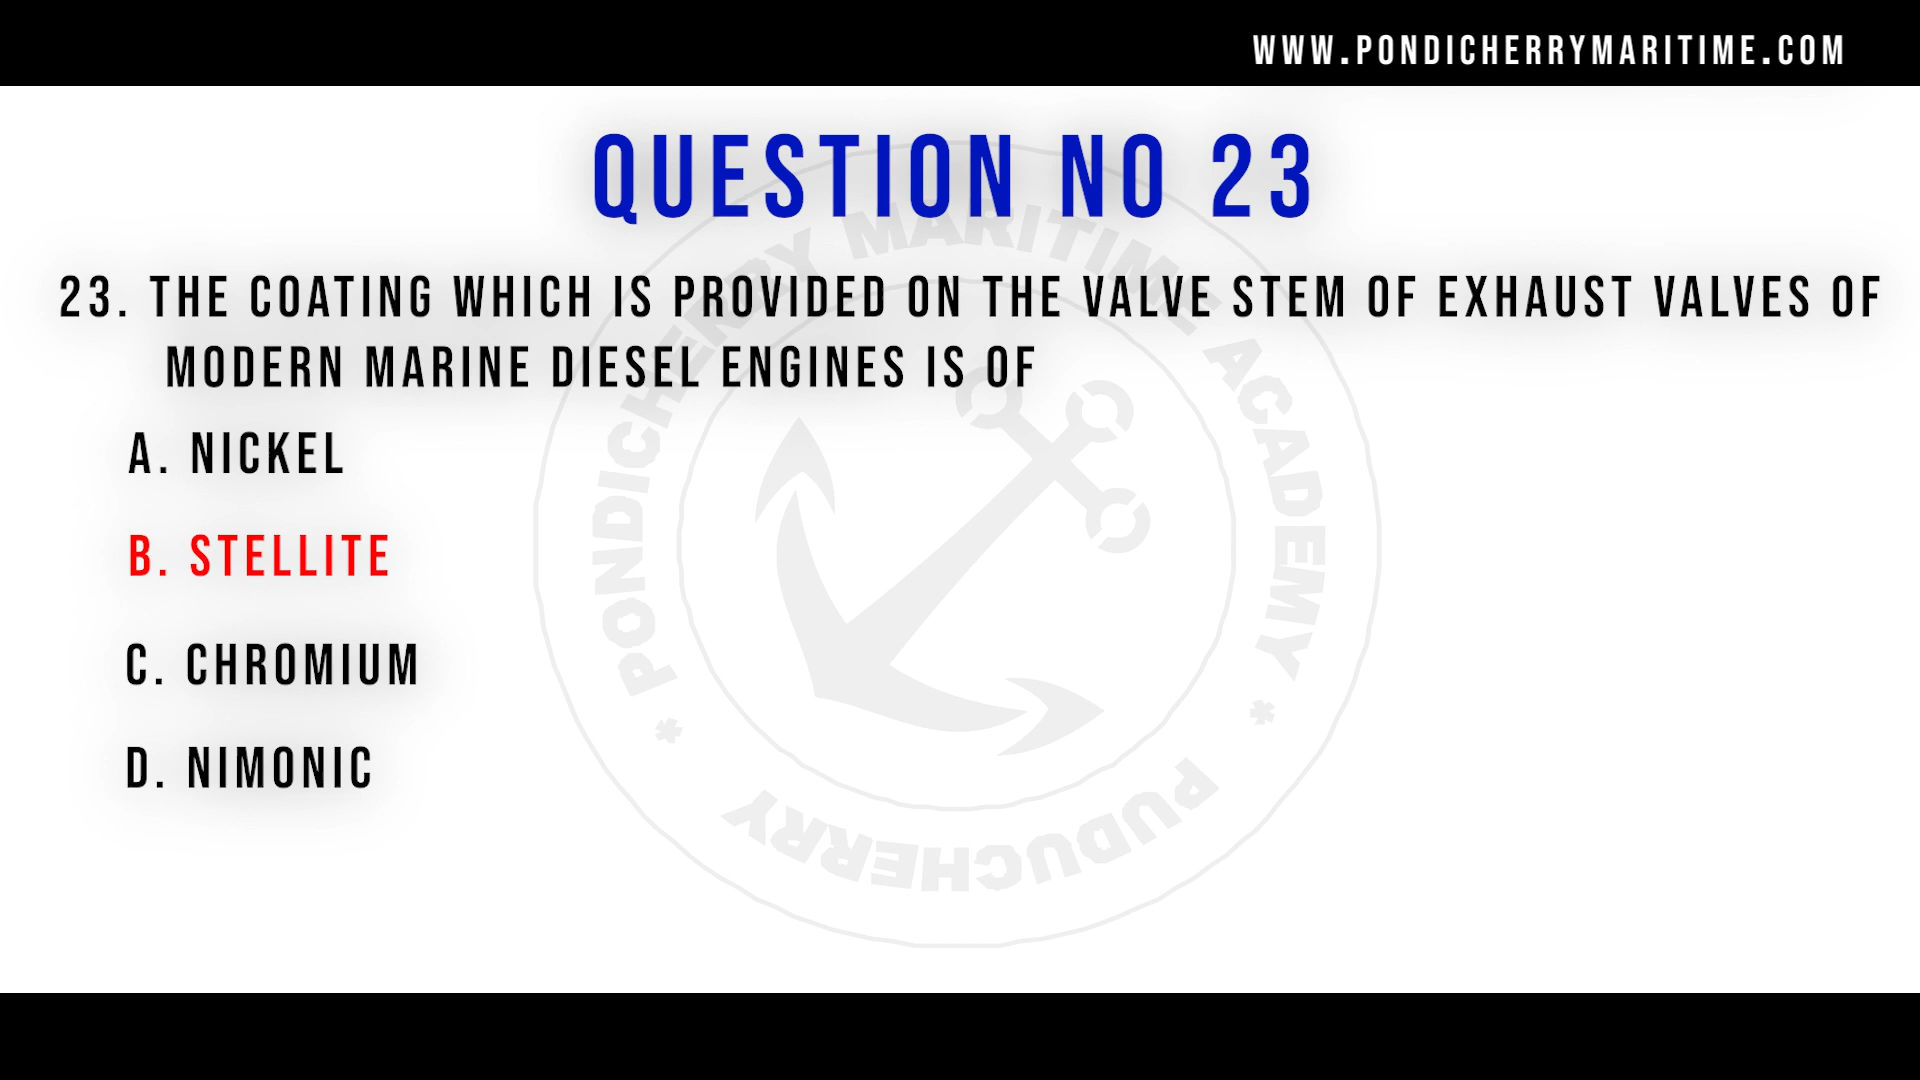 WWW.PONDICHERRYMARITIME.COM
QUESTION NO 23
23. THE COATING WHICH IS PROVIDED ON THE VALVE STEM OF EXHAUST VALVES OF
MODERN MARINE DIESEL ENGINES IS OF
A. NICKEL
B. STELLITE
C. CHROMIUM
D. NIMONIC
* PONDICHERRY MARITIME ACADEMY *
PUDUCHERRY